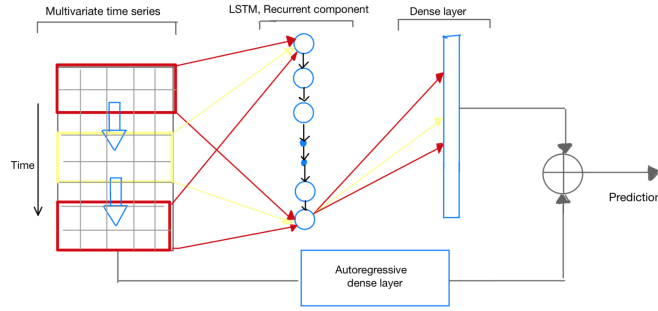 Multivariate time series
LSTM, Recurrent component
Dense layer
Time
Prediction
Autoregressive
dense layer